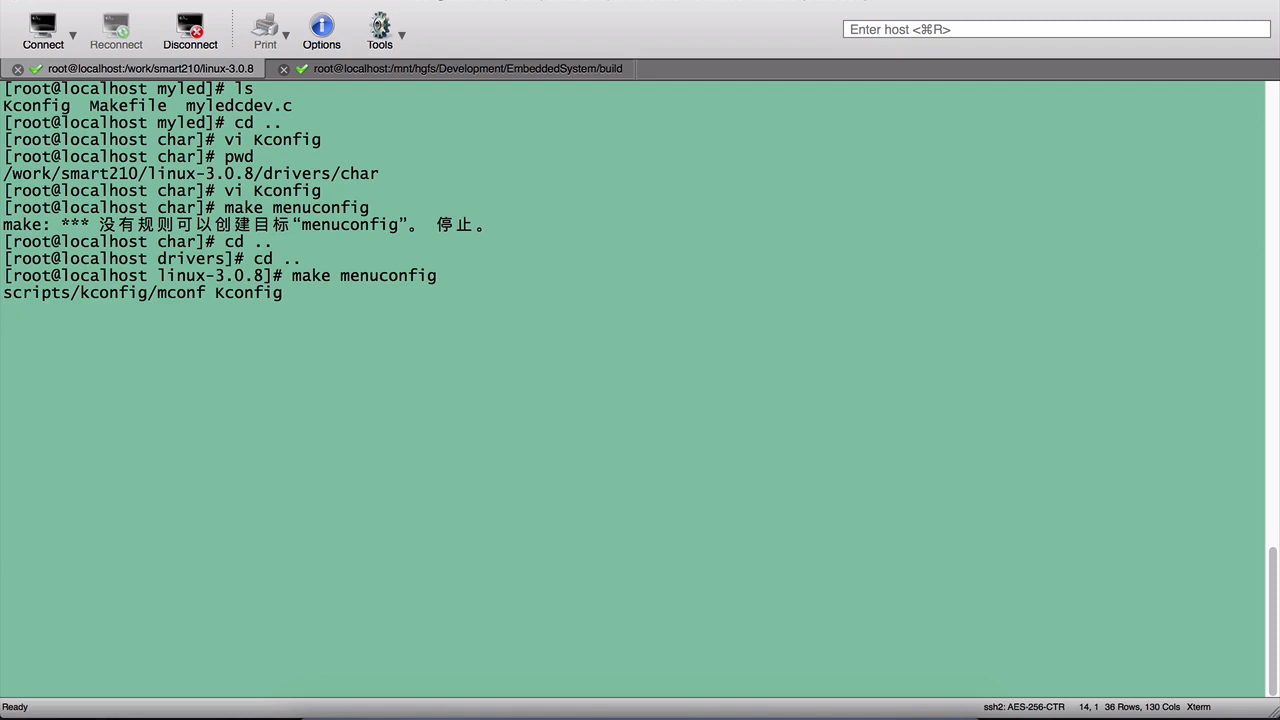 Connect Reconnect Disconnect Print Options Tools Enter host <⌘R>
root@localhost:/work/smart210/linux-3.0.8 root@localhost:/mnt/hgfs/Development/EmbeddedSystem/build
[root@localhost myled]# ls
Kconfig  Makefile  myledcdev.c
[root@localhost myled]# cd ..
[root@localhost char]# vi Kconfig
[root@localhost char]# pwd
/work/smart210/linux-3.0.8/drivers/char
[root@localhost char]# vi Kconfig
[root@localhost char]# make menuconfig
make: *** 没有规则可以创建目标“menuconfig”。 停止。
[root@localhost char]# cd ..
[root@localhost drivers]# cd ..
[root@localhost linux-3.0.8]# make menuconfig
scripts/kconfig/mconf Kconfig
Ready ssh2: AES-256-CTR 14, 1 36 Rows, 130 Cols Xterm